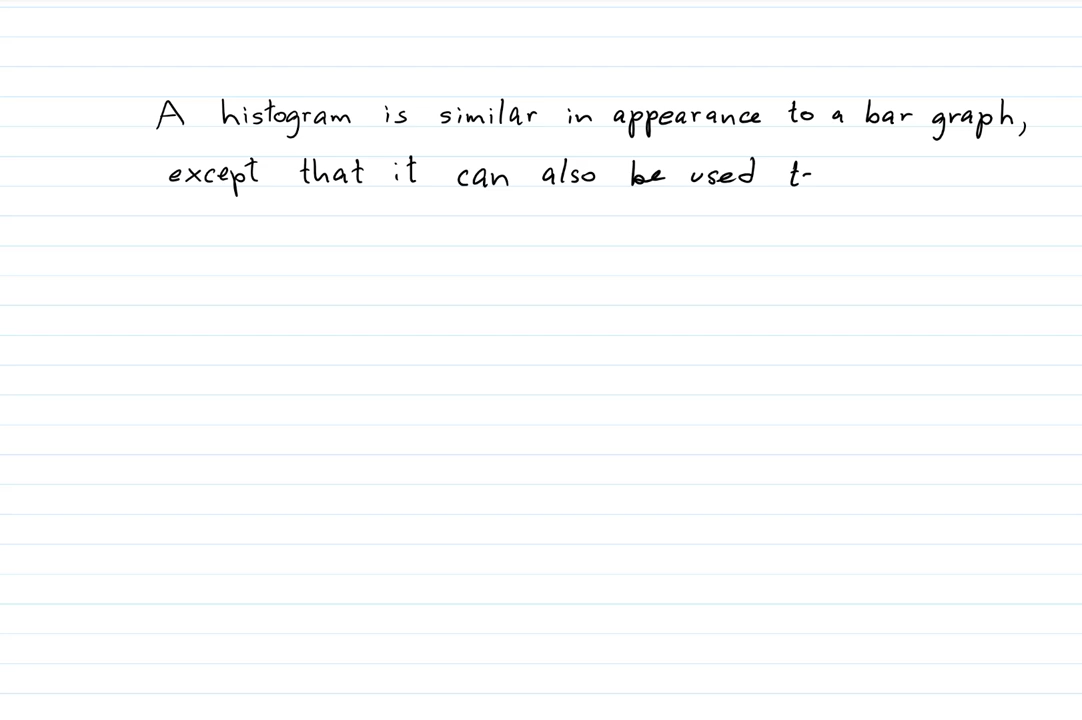 A histogram is similar in appearance to a bar graph,
except that it can also be used